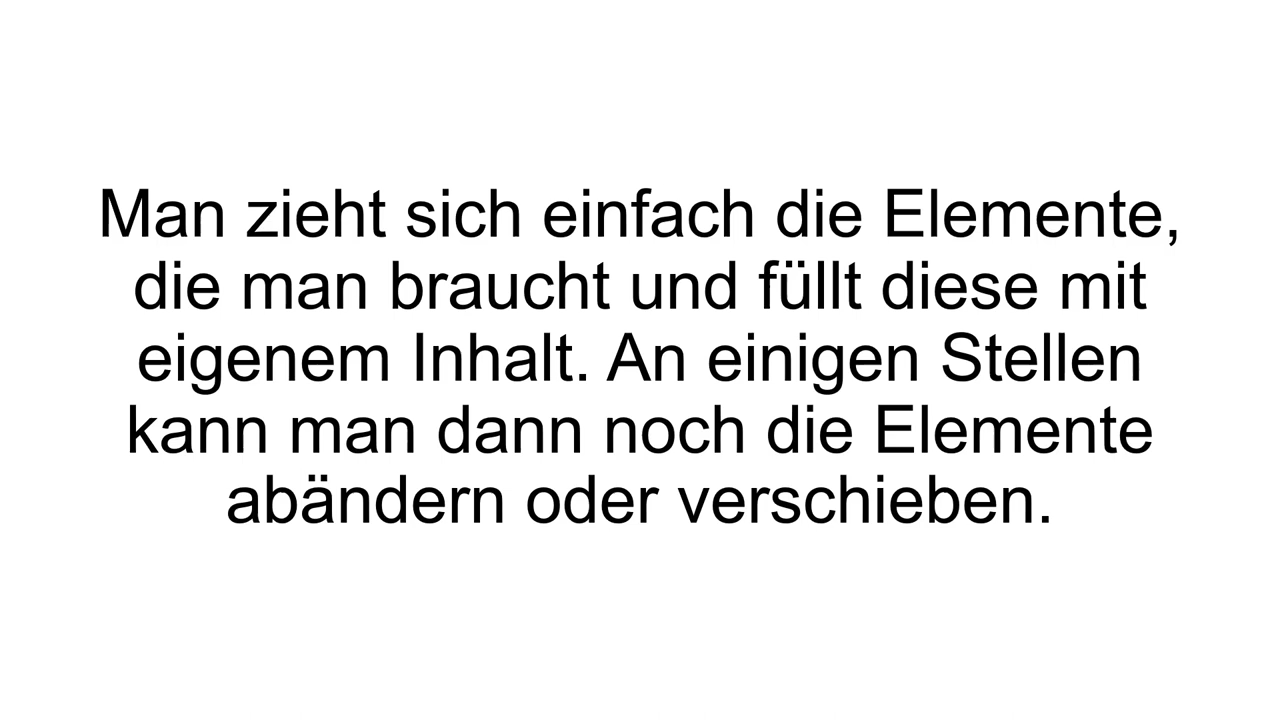 Man zieht sich einfach die Elemente,
die man braucht und füllt diese mit
eigenem Inhalt. An einigen Stellen
kann man dann noch die Elemente
abändern oder verschieben.